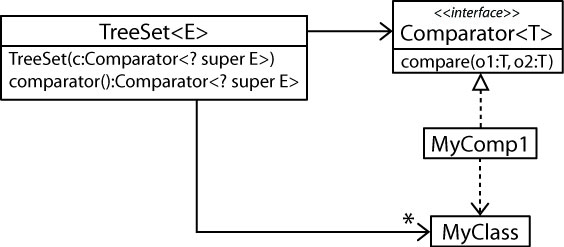 TreeSet<E>
TreeSet(c:Comparator<? super E>)
comparator():Comparator<? super E>
<<interface>>
Comparator<T>
compare(o1:T, o2:T)
MyComp1
*
MyClass